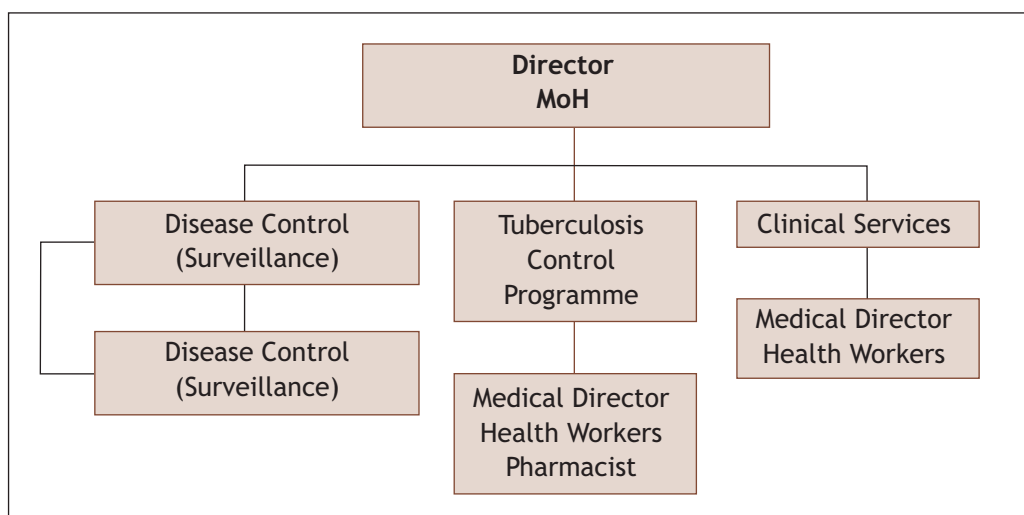 Director
MoH
Disease Control
(Surveillance)
Tuberculosis
Control
Programme
Clinical Services
Disease Control
(Surveillance)
Medical Director
Health Workers
Pharmacist
Medical Director
Health Workers